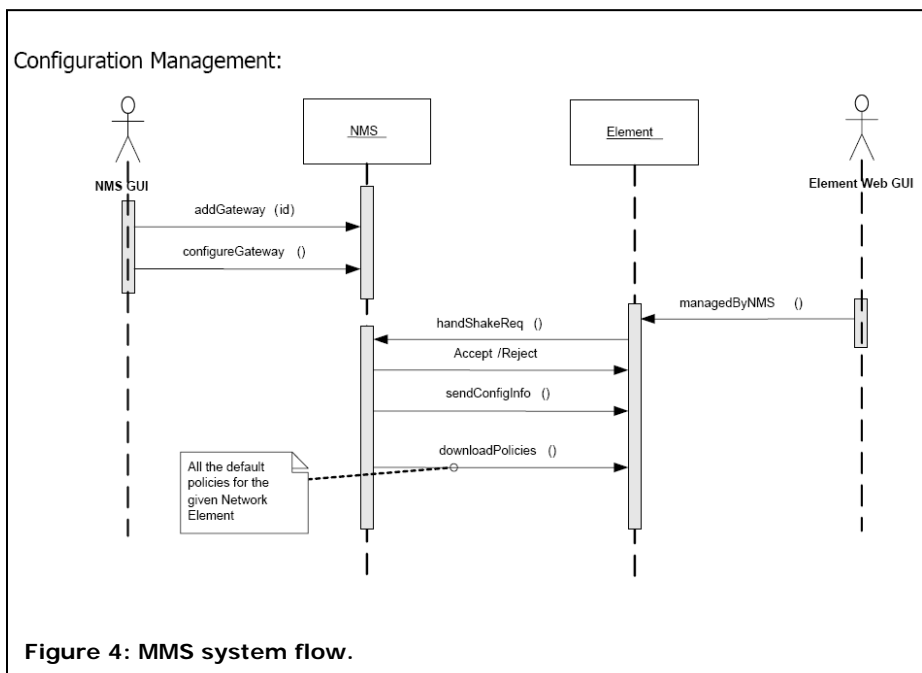 Configuration Management:
NMS
Element
NMS GUI
Element Web GUI
addGateway (id)
configureGateway ()
managedByNMS ()
handShakeReq ()
Accept /Reject
sendConfigInfo ()
downloadPolicies ()
All the default
policies for the
given Network
Element
Figure 4: MMS system flow.